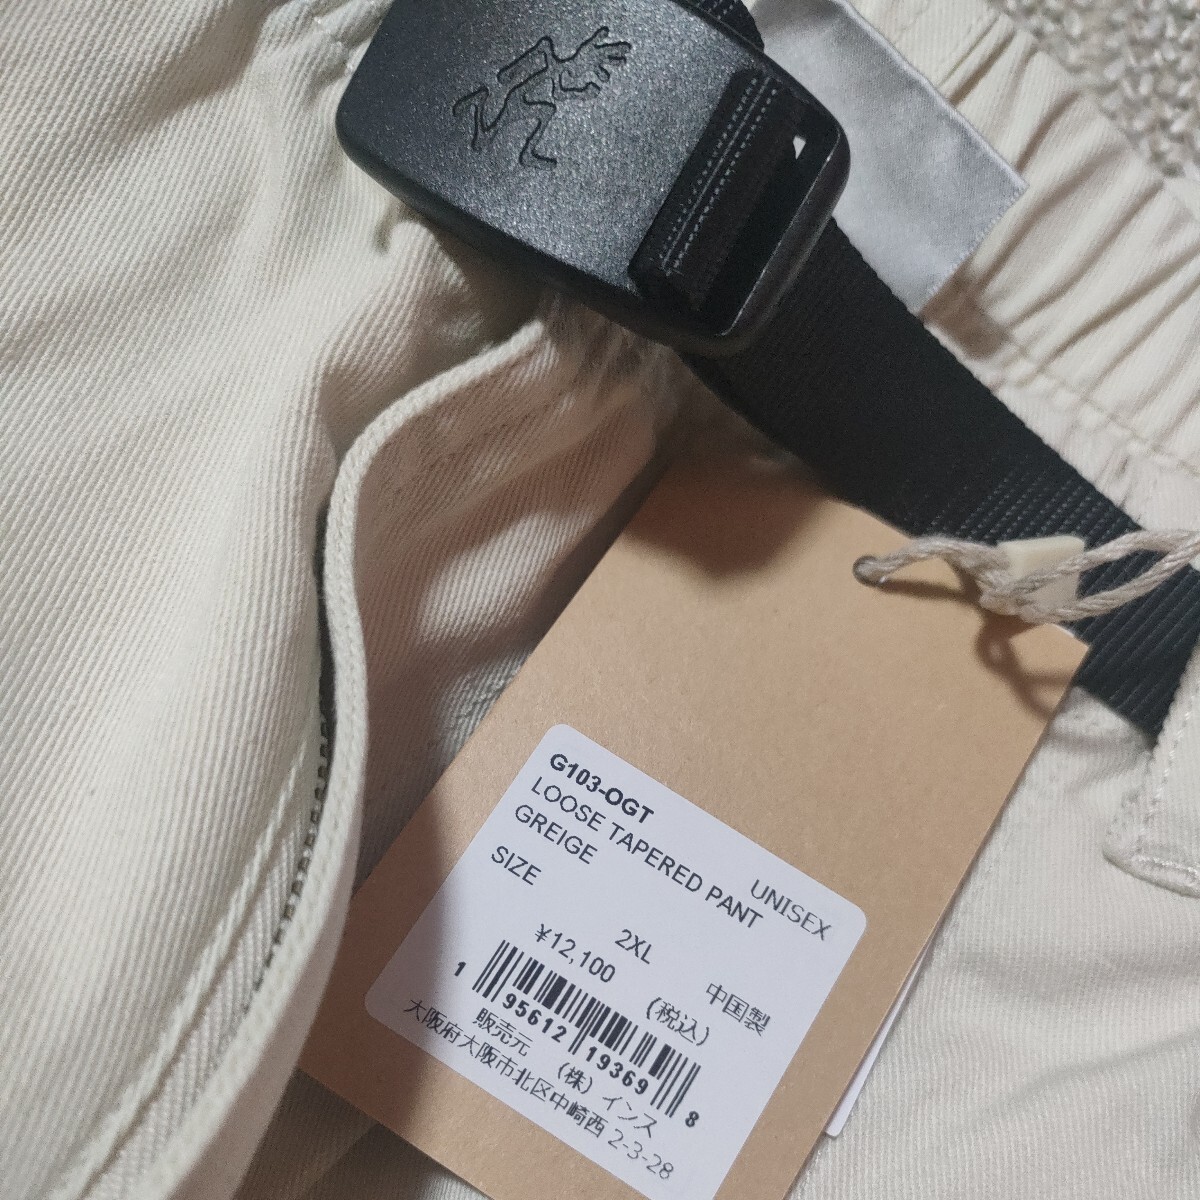 G103-OGT
UNISEX
LOOSE TAPERED PANT
GREIGE
SIZE
2XL
中国製
¥12,100
(税込)
1 95612 19369 8
販売元 (株) インス
大阪府大阪市北区中崎西 2-3-28